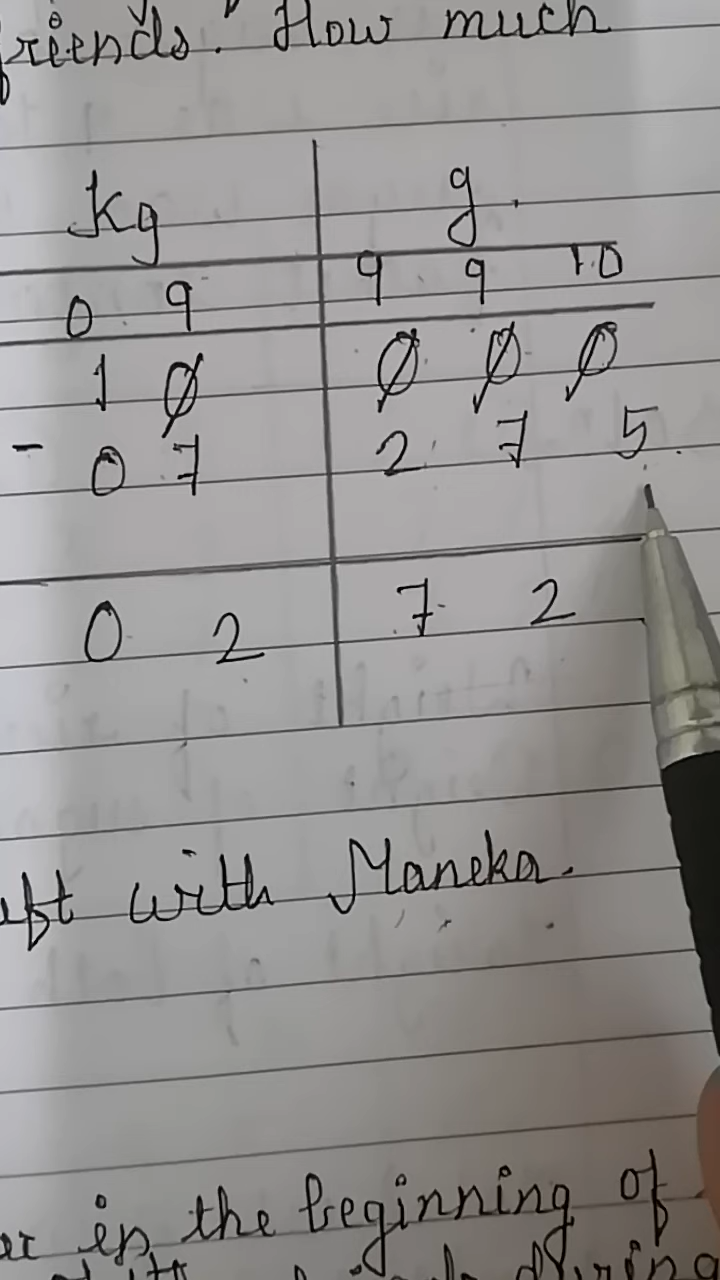 friends. How much
kg g.
0 9 9 9 10
1 0 0 0 0
- 0 7 2 7 5
0 2 7 2
with Maneka.
in the beginning of